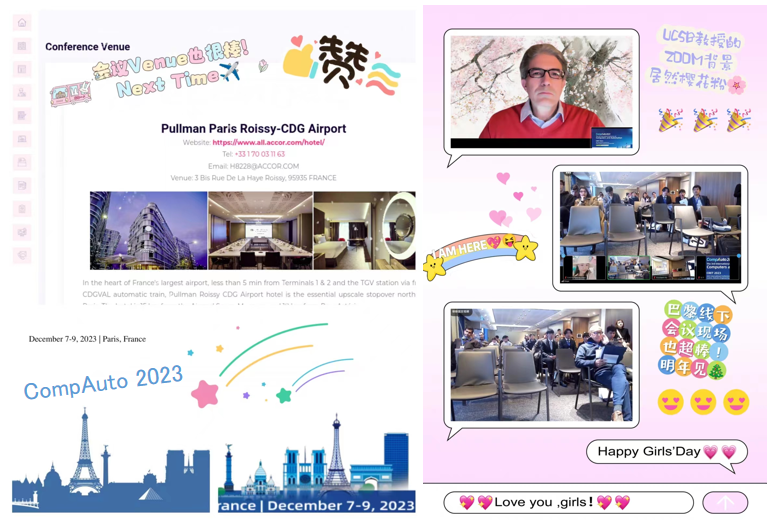 Conference Venue
会议Venue也很棒!
Next Time
赞
Pullman Paris Roissy-CDG Airport
Website: https://www.all.accor.com/hotel/
Tel: +33 1 70 03 11 63
Email: H8228@ACCOR.COM
Venue: 3 Bis Rue De La Haye Roissy, 95935 FRANCE
In the heart of France's largest airport, less than 5 min from Terminals 1 & 2 and the TGV station via
CDGVAL automatic train, Pullman Roissy CDG Airport hotel is the essential upscale stopover north
December 7-9, 2023 | Paris, France
CompAuto 2023
rance | December 7-9, 2023
UCSB教授的
ZOOM背景
居然樱花粉
I AM HERE
巴黎线下
会议现场
也超棒!
明年见
Happy Girls'Day
Love you ,girls!